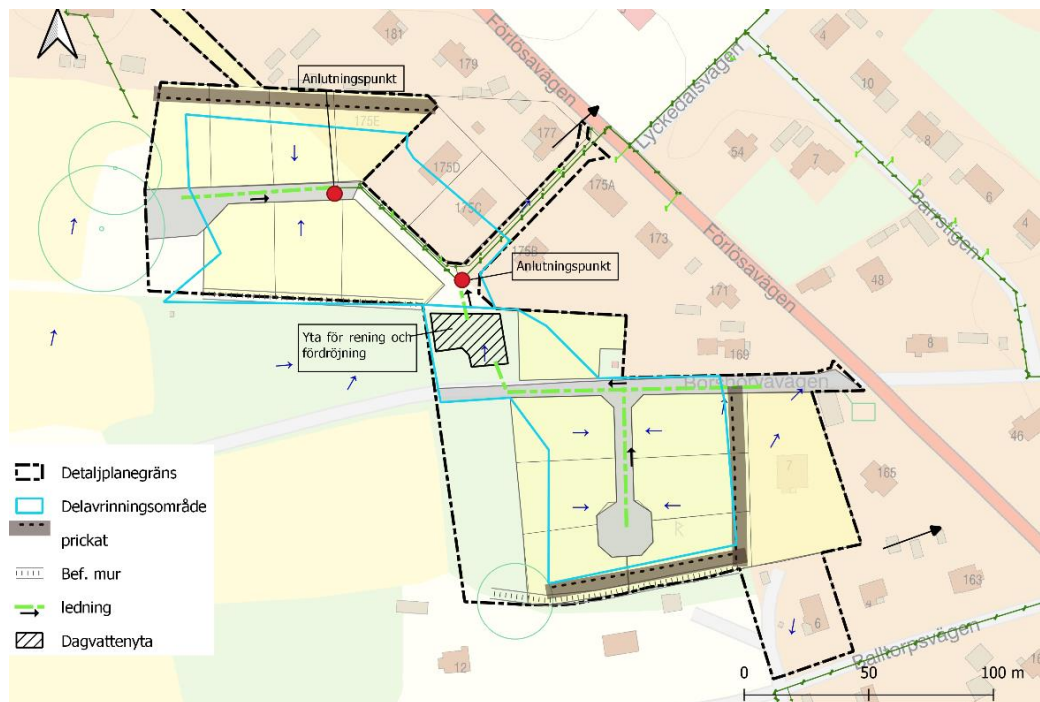 181
179
Förlösavägen
Anlutningspunkt
177
175E
Lyckedalsvägen
4
10
8
54
7
6
4
175D
175A
175C
175B
173
Barrstigen
Anlutningspunkt
Förlösavägen
171
48
8
Yta för rening och
fördröjning
169
Borshorvavägen
46
7
165
Detaljplanegräns
Delavrinningsområde
prickat
Bef. mur
ledning
Dagvattenyta
163
6
12
Balltorpsvägen
0 50 100 m